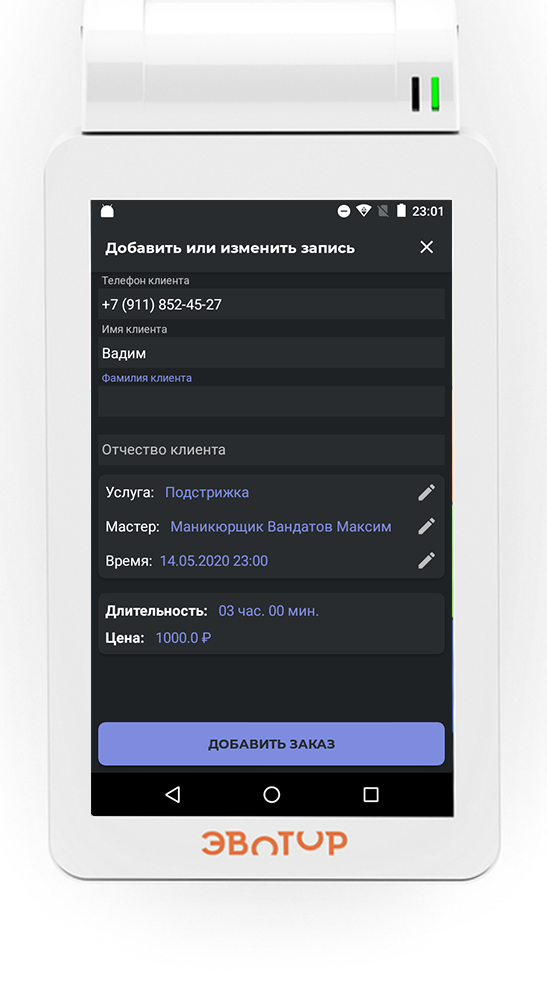 23:01
Добавить или изменить запись
Телефон клиента
+7 (911) 852-45-27
Имя клиента
Вадим
Фамилия клиента
Отчество клиента
Услуга: Подстрижка
Мастер: Маникюрщик Вандатов Максим
Время: 14.05.2020 23:00
Длительность: 03 час. 00 мин.
Цена: 1000.0 ₽
ДОБАВИТЬ ЗАКАЗ
ЭВОТОР